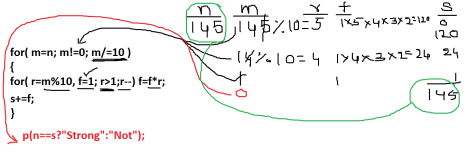 n m r f s
145 145%10=5 1x5x4x3x2=120 0
120
for( m=n; m!=0; m/=10 ) 14%10=4 1x4x3x2=24 24
{
for( r=m%10, f=1; r>1; r--) f=f*r; 1 1 1
s+=f; 0 145
}
p(n==s?"Strong":"Not");